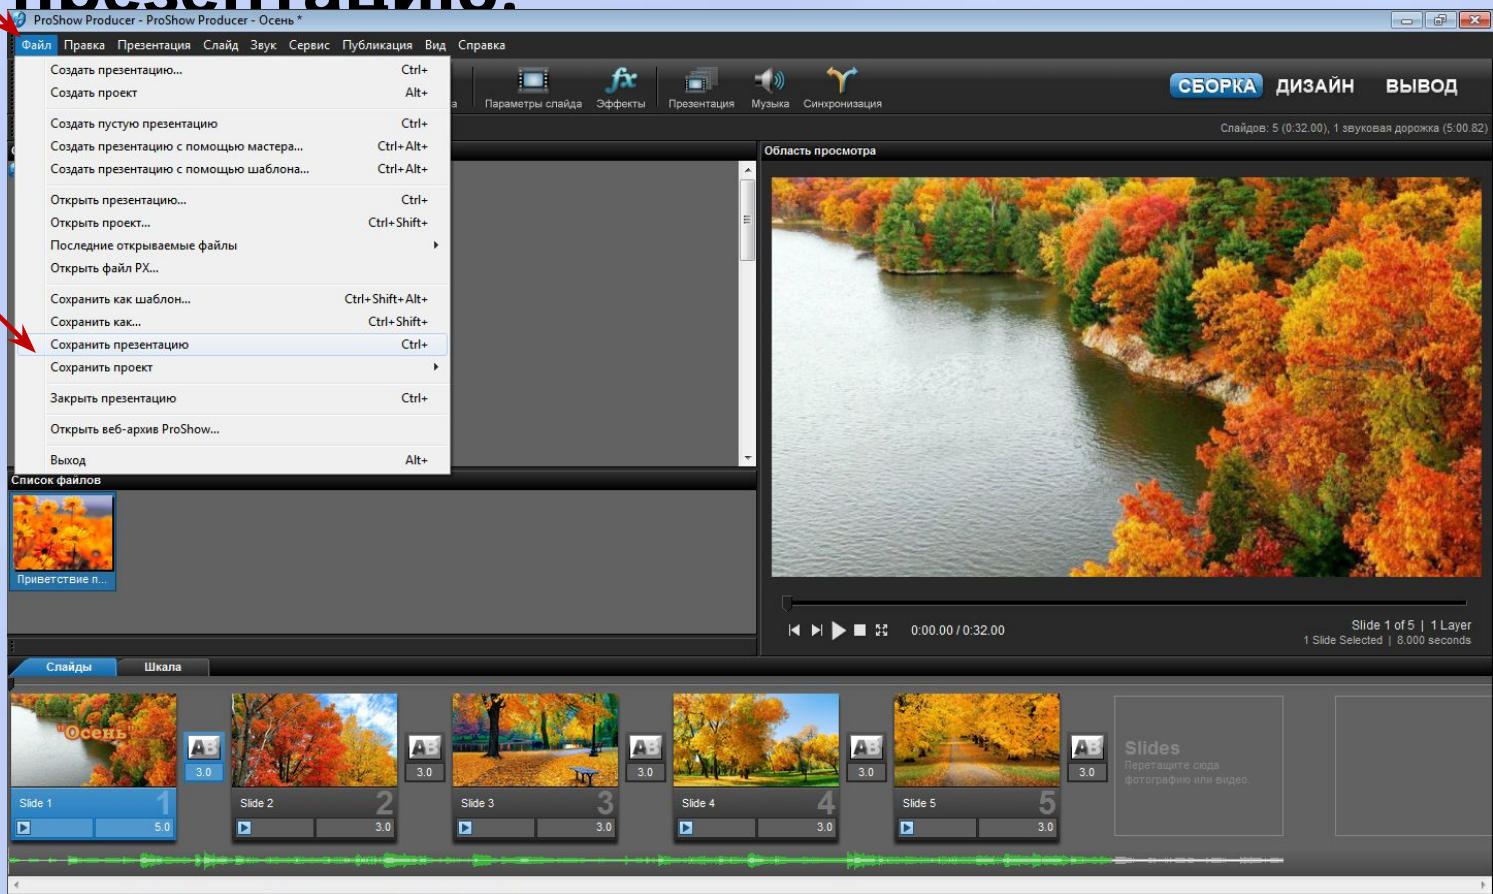 презентацию.
ProShow Producer - ProShow Producer - Осень *
Файл Правка Презентация Слайд Звук Сервис Публикация Вид Справка
Создать презентацию... Ctrl+
Создать проект Alt+
Создать пустую презентацию Ctrl+
Создать презентацию с помощью мастера... Ctrl+Alt+
Создать презентацию с помощью шаблона... Ctrl+Alt+
Открыть презентацию... Ctrl+
Открыть проект... Ctrl+Shift+
Последние открываемые файлы
Открыть файл PX...
Сохранить как шаблон... Ctrl+Shift+Alt+
Сохранить как... Ctrl+Shift+
Сохранить презентацию Ctrl+
Сохранить проект
Закрыть презентацию Ctrl+
Открыть веб-архив ProShow...
Выход Alt+
Параметры слайда Эффекты Презентация Музыка Синхронизация
СБОРКА ДИЗАЙН ВЫВОД
Слайдов: 5 (0:32.00), 1 звуковая дорожка (5:00.82)
Область просмотра
Список файлов
Приветствие п...
0:00.00 / 0:32.00
Slide 1 of 5 | 1 Layer
1 Slide Selected | 8.000 seconds
Слайды Шкала
"Осень"
AB AB AB AB AB
3.0 3.0 3.0 3.0 3.0
Slides
Перетащите сюда
фотографию или видео.
Slide 1 1 Slide 2 2 Slide 3 3 Slide 4 4 Slide 5 5
5.0 3.0 3.0 3.0 3.0